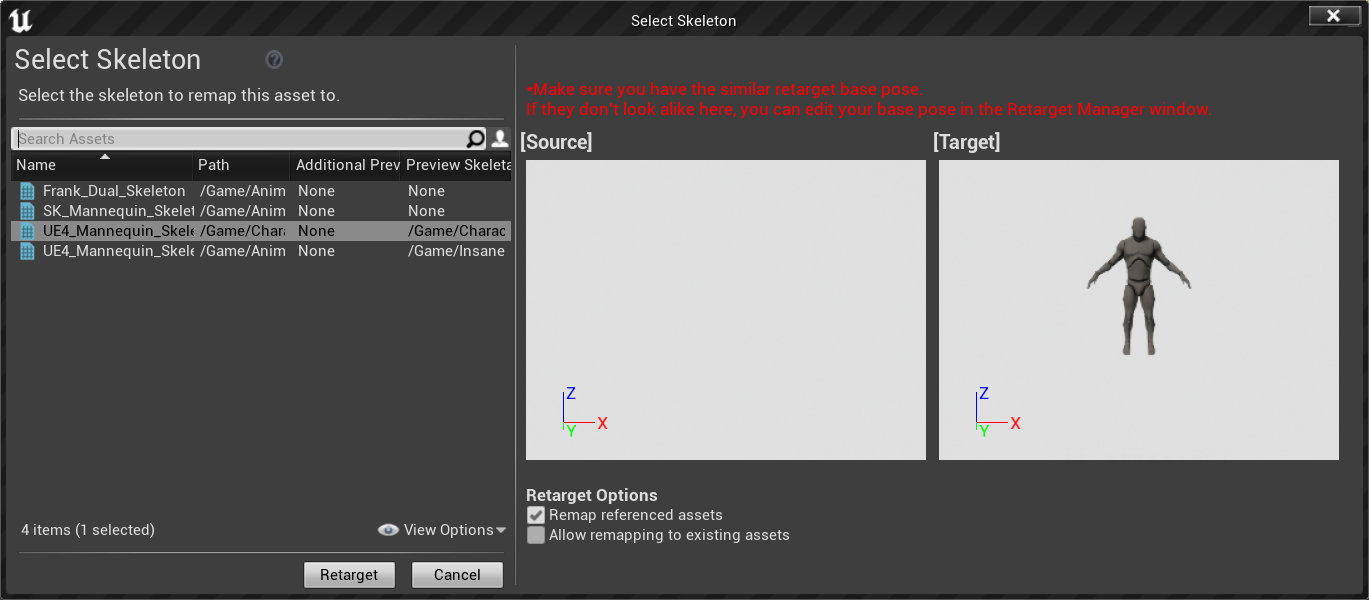 Select Skeleton
Select Skeleton
Select the skeleton to remap this asset to.
Search Assets
Name Path Additional Prev Preview Skeleta
Frank_Dual_Skeleton /Game/Anim None None
SK_Mannequin_Skelet /Game/Anim None None
UE4_Mannequin_Skele /Game/Chara None /Game/Charac
UE4_Mannequin_Skele /Game/Anim None /Game/Insane
4 items (1 selected)
View Options
Retarget
Cancel
*Make sure you have the similar retarget base pose.
If they don't look alike here, you can edit your base pose in the Retarget Manager window.
[Source]
Z
X
Y
[Target]
Z
X
Y
Retarget Options
Remap referenced assets
Allow remapping to existing assets